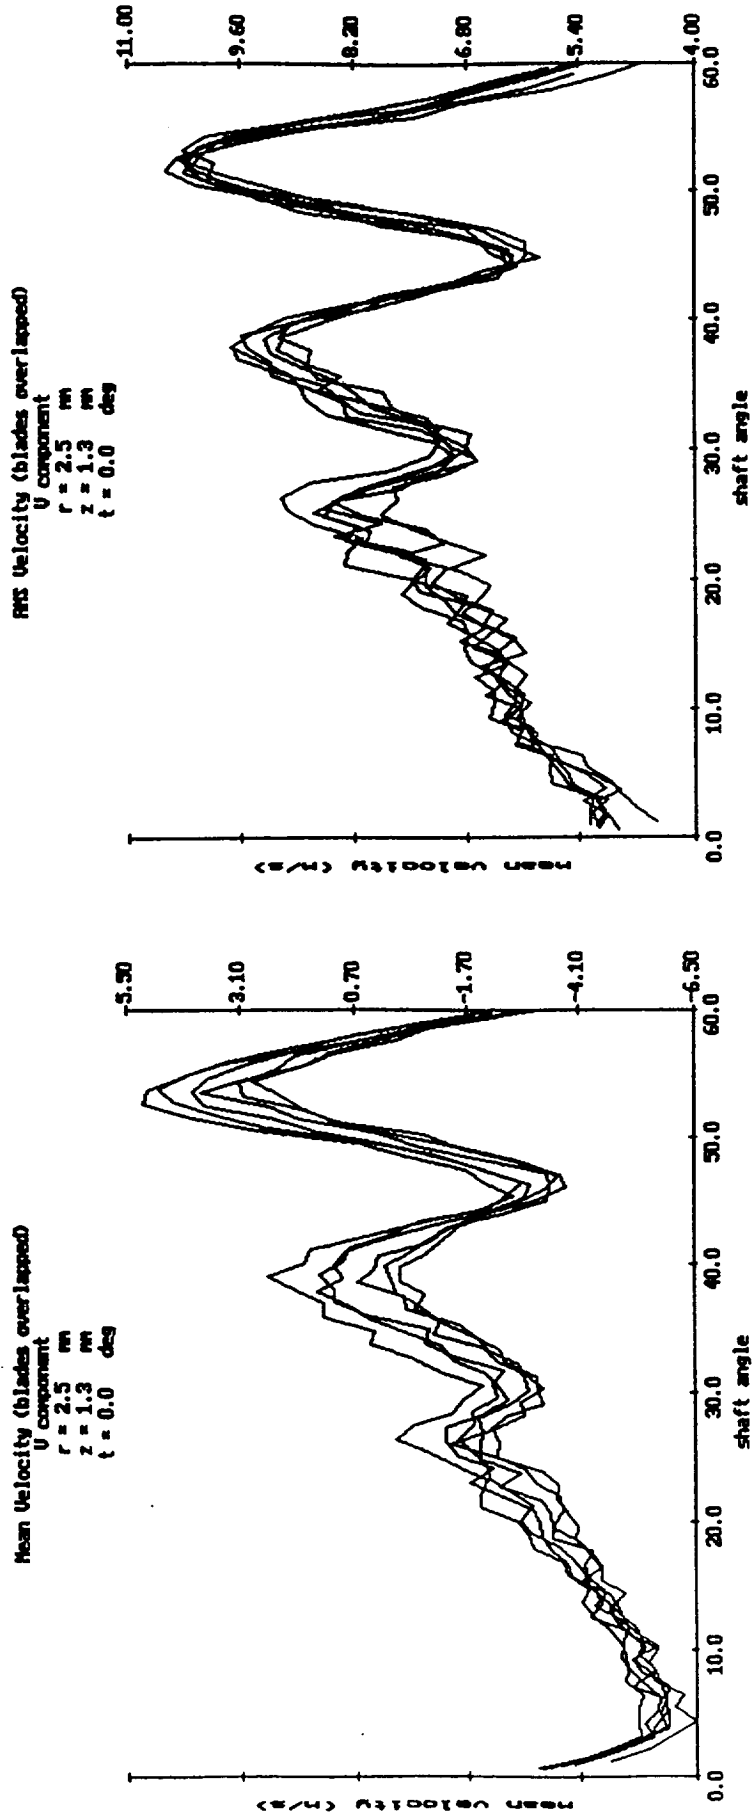 Mean Velocity (blades overlapped)
V component
r = 2.5 mm
z = 1.3 mm
t = 0.0 deg
mean velocity (m/s)
5.50
3.10
0.70
-1.70
-4.10
-6.50
0.0 10.0 20.0 30.0 40.0 50.0 60.0
shaft angle
RMS Velocity (blades overlapped)
V component
r = 2.5 mm
z = 1.3 mm
t = 0.0 deg
mean velocity (m/s)
11.00
9.60
8.20
6.80
5.40
4.00
0.0 10.0 20.0 30.0 40.0 50.0 60.0
shaft angle